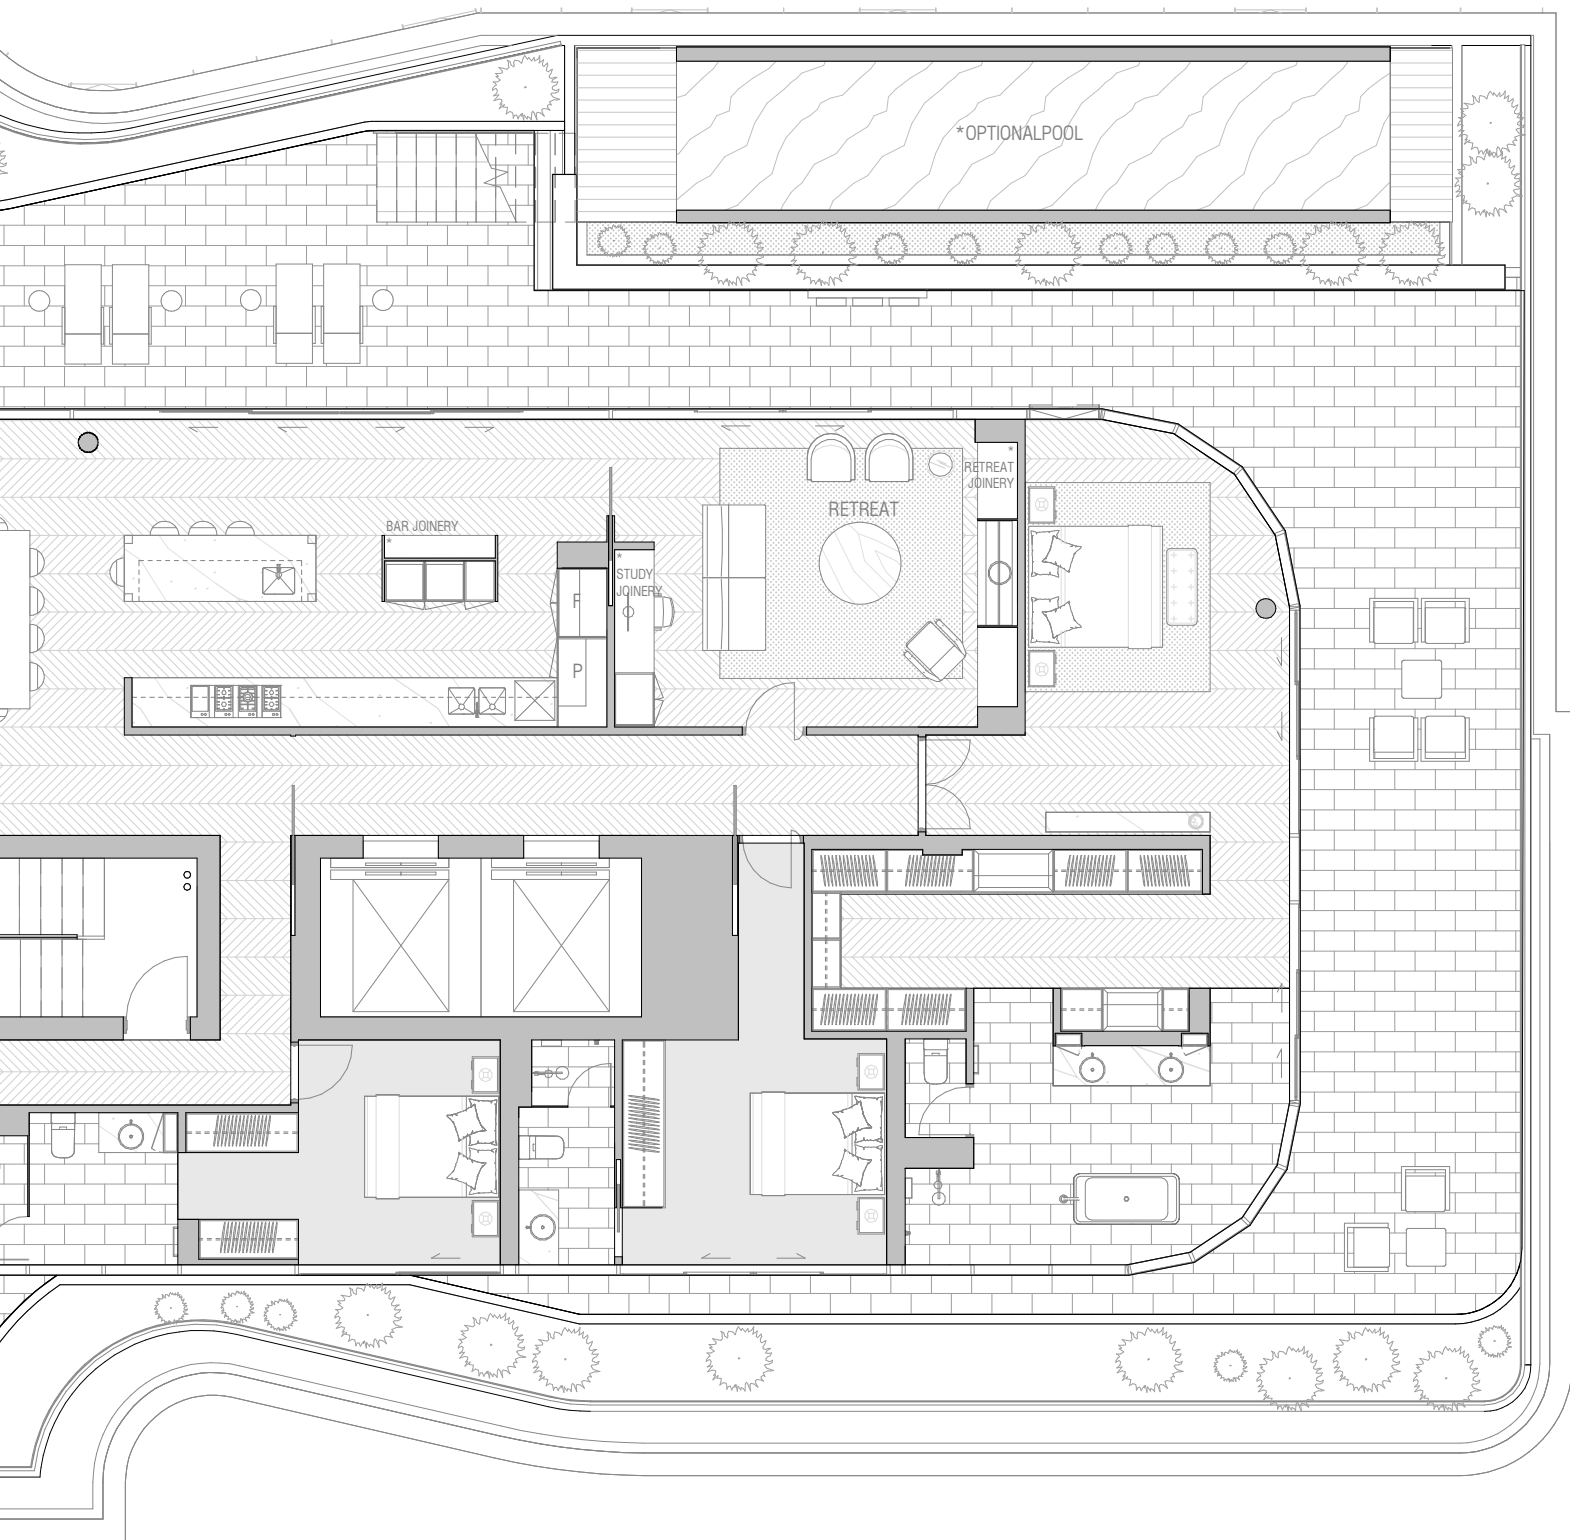 *OPTIONALPOOL
*
RETREAT
JOINERY
RETREAT
BAR JOINERY
*
*
STUDY
JOINERY
F
P